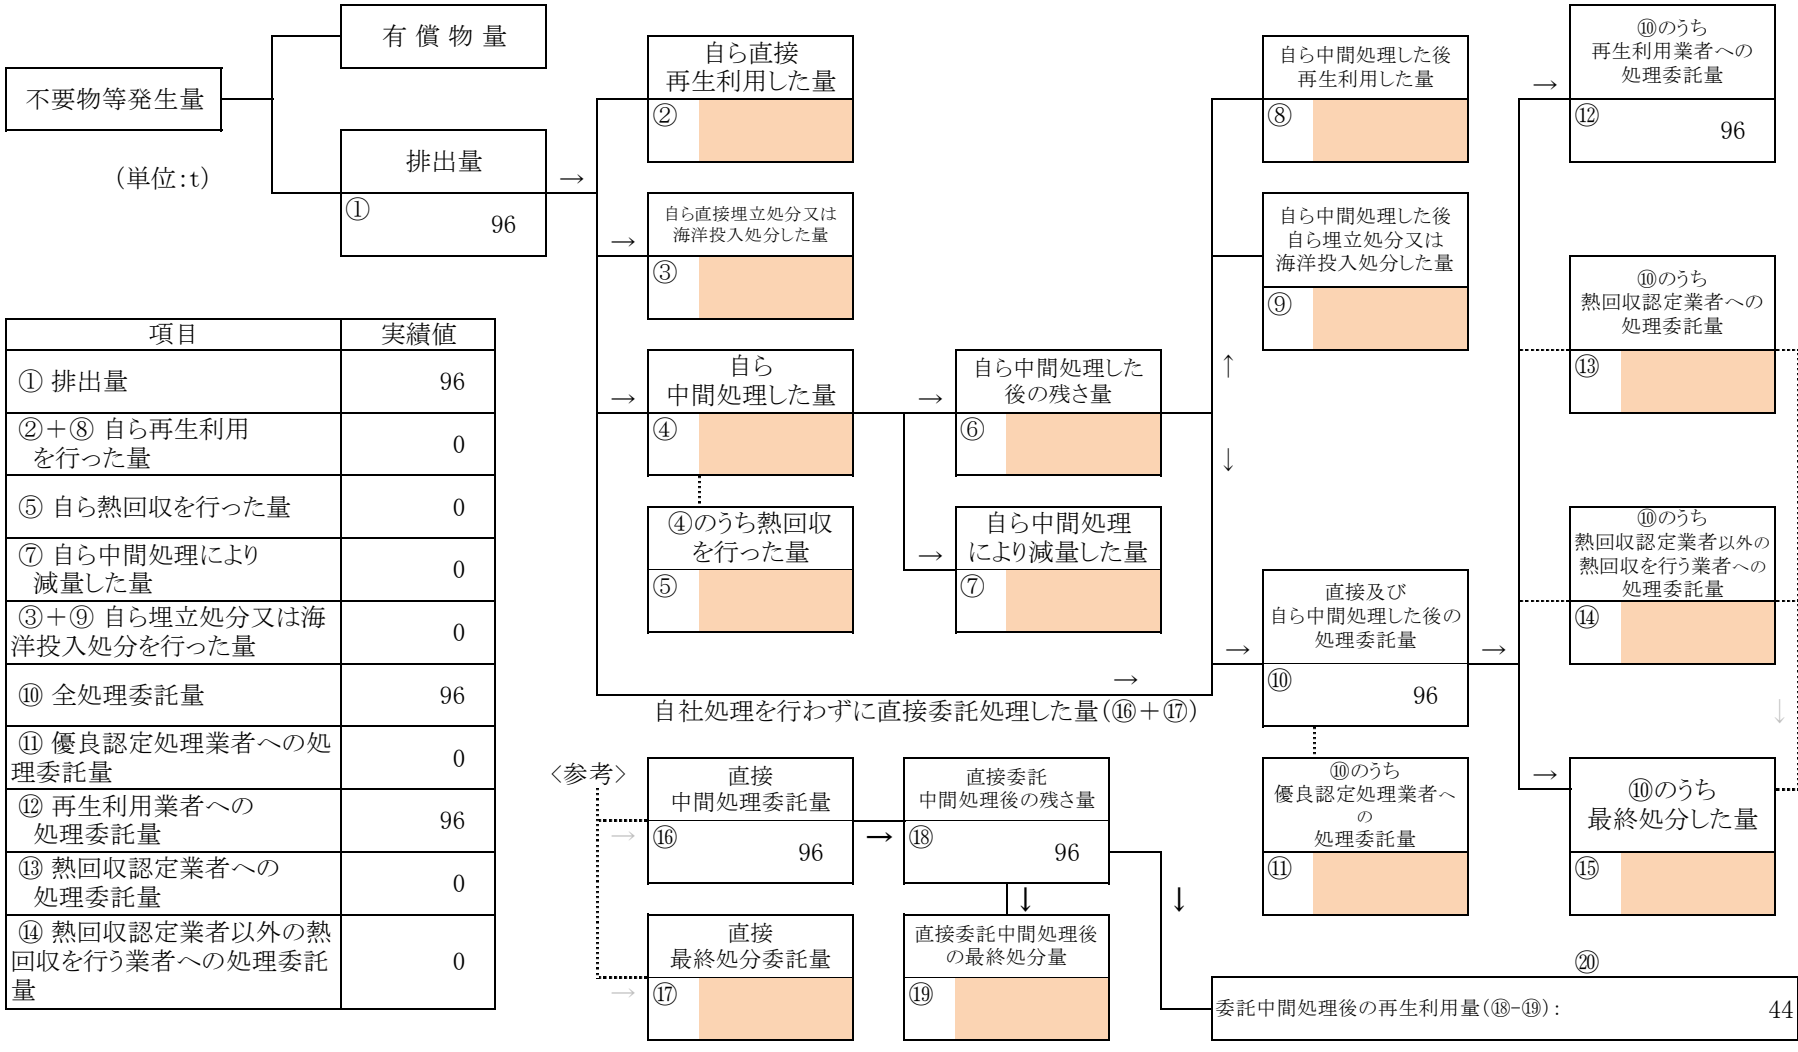 不要物等発生量
(単位:t)
有償物量
排出量
①
96
→
自ら直接
再生利用した量
②
→
自ら直接埋立処分又は
海洋投入処分した量
③
→
自ら
中間処理した量
④
④のうち熱回収
を行った量
⑤
→
自ら中間処理した
後の残さ量
⑥
→
自ら中間処理
により減量した量
⑦
→
自社処理を行わずに直接委託処理した量(⑯+⑰)
↑
↓
自ら中間処理した後
再生利用した量
⑧
自ら中間処理した後
自ら埋立処分又は
海洋投入処分した量
⑨
→
直接及び
自ら中間処理した後の
処理委託量
⑩
96
→
⑩のうち
優良認定処理業者へ
の
処理委託量
⑪
→
⑩のうち
再生利用業者への
処理委託量
⑫
96
⑩のうち
熱回収認定業者への
処理委託量
⑬
⑩のうち
熱回収認定業者以外の
熱回収を行う業者への
処理委託量
⑭
↓
→
⑩のうち
最終処分した量
⑮
項目 実績値
① 排出量 96
②+⑧ 自ら再生利用
を行った量 0
⑤ 自ら熱回収を行った量 0
⑦ 自ら中間処理により
減量した量 0
③+⑨ 自ら埋立処分又は海
洋投入処分を行った量 0
⑩ 全処理委託量 96
⑪ 優良認定処理業者への処
理委託量 0
⑫ 再生利用業者への
処理委託量 96
⑬ 熱回収認定業者への
処理委託量 0
⑭ 熱回収認定業者以外の熱
回収を行う業者への処理委託
量 0
<参考>
→
直接
中間処理委託量
⑯
96
→
直接委託
中間処理後の残さ量
⑱
96
↓
↓
→
直接
最終処分委託量
⑰
直接委託中間処理後
の最終処分量
⑲
⑳
委託中間処理後の再生利用量(⑱-⑲): 44